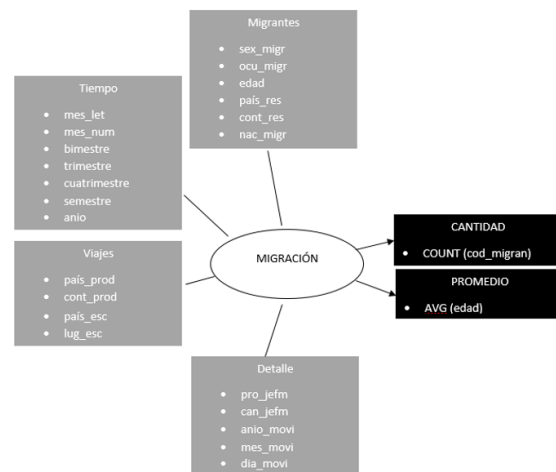 Migrantes
• sex_migr
• ocu_migr
• edad
• país_res
• cont_res
• nac_migr
Tiempo
• mes_let
• mes_num
• bimestre
• trimestre
• cuatrimestre
• semestre
• anio
Viajes
• país_prod
• cont_prod
• país_esc
• lug_esc
MIGRACIÓN
CANTIDAD
• COUNT (cod_migran)
PROMEDIO
• AVG (edad)
Detalle
• pro_jefm
• can_jefm
• anio_movi
• mes_movi
• dia_movi